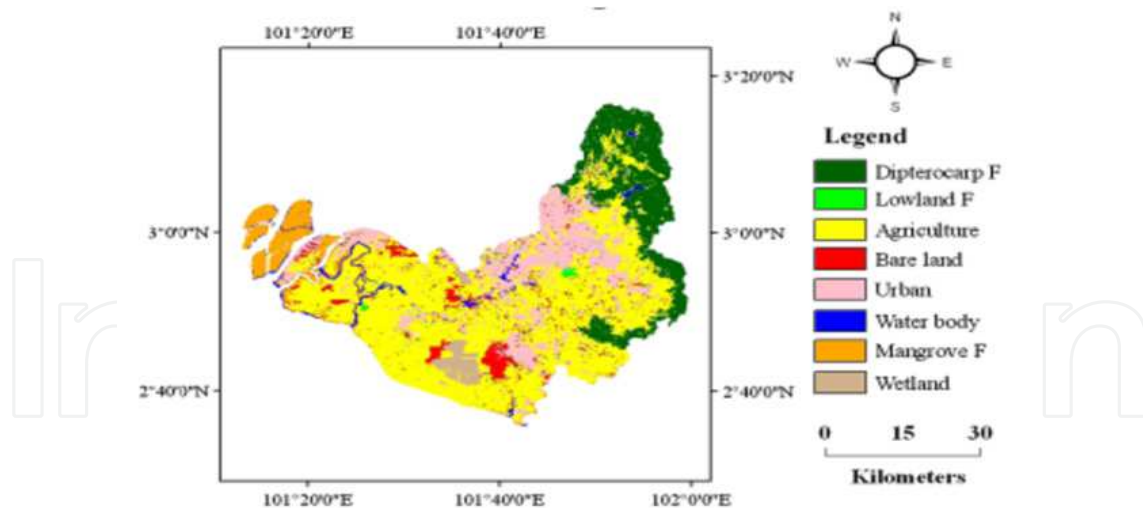 101°20'0"E 101°40'0"E
N
W E
S
3°20'0"N
Legend
Dipterocarp F
Lowland F
Agriculture
3°0'0"N 3°0'0"N
Bare land
Urban
Water body
Mangrove F
Wetland
2°40'0"N 2°40'0"N
0 15 30
Kilometers
101°20'0"E 101°40'0"E 102°0'0"E